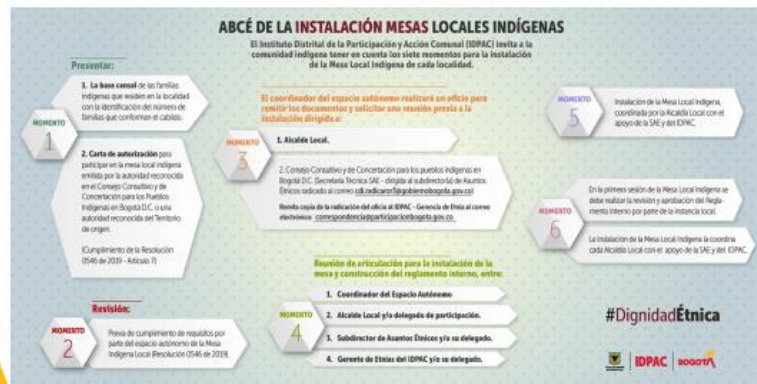 ABCÉ DE LA INSTALACIÓN MESAS LOCALES INDÍGENAS
El Instituto Distrital de la Participación y Acción Comunal (IDPAC) invita a la
comunidad indígena tener en cuenta los siete momentos para la instalación
de la Mesa Local Indígena de cada localidad.
Presentar:
MOMENTO
1
1. La base censal de las familias
indígenas que residen en la localidad
con la identificación del número de
familias que conforman el cabildo.
2. Carta de autorización para
participar en la mesa local indígena
emitida por la autoridad reconocida
en el Consejo Consultivo y de
Concertación para los Pueblos
Indígenas en Bogotá D.C. o una
autoridad reconocida del Territorio
de origen.
(Cumplimiento de la Resolución
0546 de 2019 - Artículo 7)
Revisión:
MOMENTO
2
Previa de cumplimiento de requisitos por
parte del espacio autónomo de la Mesa
Indígena Local (Resolución 0546 de 2019).
El coordinador del espacio autónomo realizará un oficio para
remitir los documentos y solicitar una reunión previa a la
instalación dirigida a:
MOMENTO
3
1. Alcalde Local.
2. Consejo Consultivo y de Concertación para los pueblos indígenas en
Bogotá D.C. (Secretaría Técnica SAE - dirigida al subdirector(a) de Asuntos
Étnicos radicado al correo
Remita copia de la radicación del oficio al IDPAC - Gerencia de Etnia al correo
electrónico: correspondencia@participacionbogota.gov.co
Reunión de articulación para la instalación de la
mesa y construcción del reglamento interno, entre:
MOMENTO
4
1. Coordinador del Espacio Autónomo
2. Alcalde Local y/o delegado de participación.
3. Subdirector de Asuntos Étnicos y/o su delegado.
4. Gerente de Etnias del IDPAC y/o su delegado.
MOMENTO
5
Instalación de la Mesa Local Indígena,
coordinada por la Alcaldía Local con el
apoyo de la SAE y del IDPAC.
MOMENTO
6
En la primera sesión de la Mesa Local Indígena se
debe realizar la revisión y aprobación del Regla-
mento interno por parte de la instancia local.
La instalación de la Mesa Local Indígena la coordina
cada Alcaldía Local con el apoyo de la SAE y del IDPAC.
#DignidadÉtnica
IDPAC
BOGOTÁ